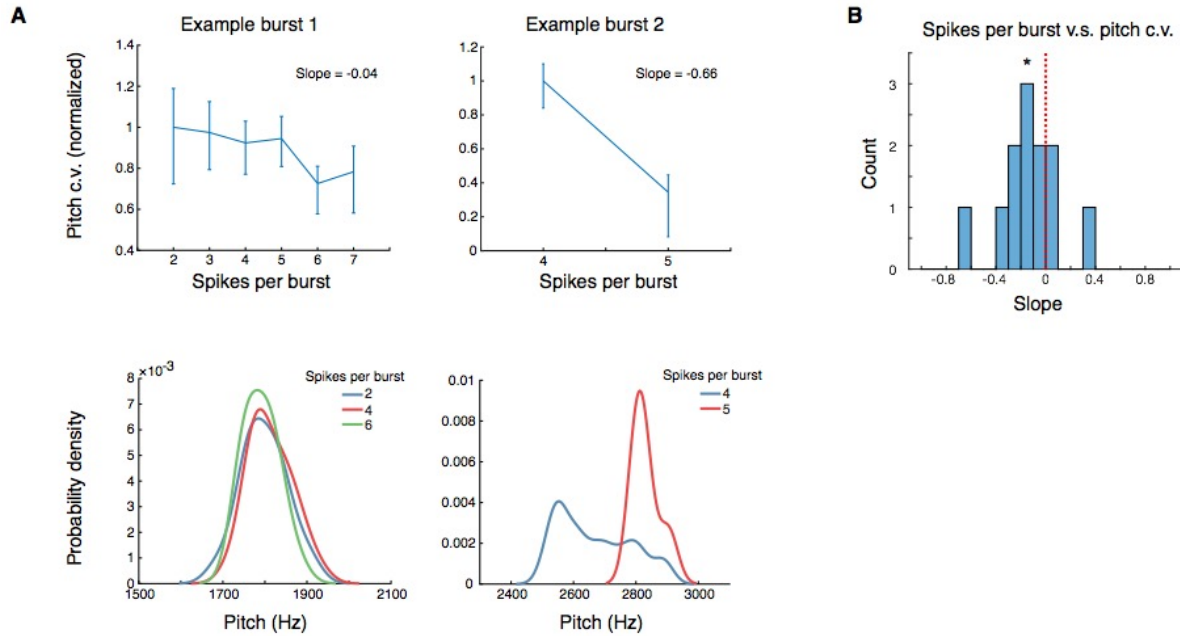 A
Example burst 1
Example burst 2
B
Spikes per burst v.s. pitch c.v.
Pitch c.v. (normalized)
1.4
1.2
1
0.8
0.6
0.4
Slope = -0.04
2 3 4 5 6 7
Spikes per burst
1.2
1
0.8
0.6
0.4
0.2
0
Slope = -0.66
4 5
Spikes per burst
*
Count
3
2
1
0
-0.8 -0.4 0 0.4 0.8
Slope
Probability density
×10-3
8
7
6
5
4
3
2
1
0
Spikes per burst
2
4
6
1500 1700 1900 2100
Pitch (Hz)
0.01
0.008
0.006
0.004
0.002
0
Spikes per burst
4
5
2400 2600 2800 3000
Pitch (Hz)